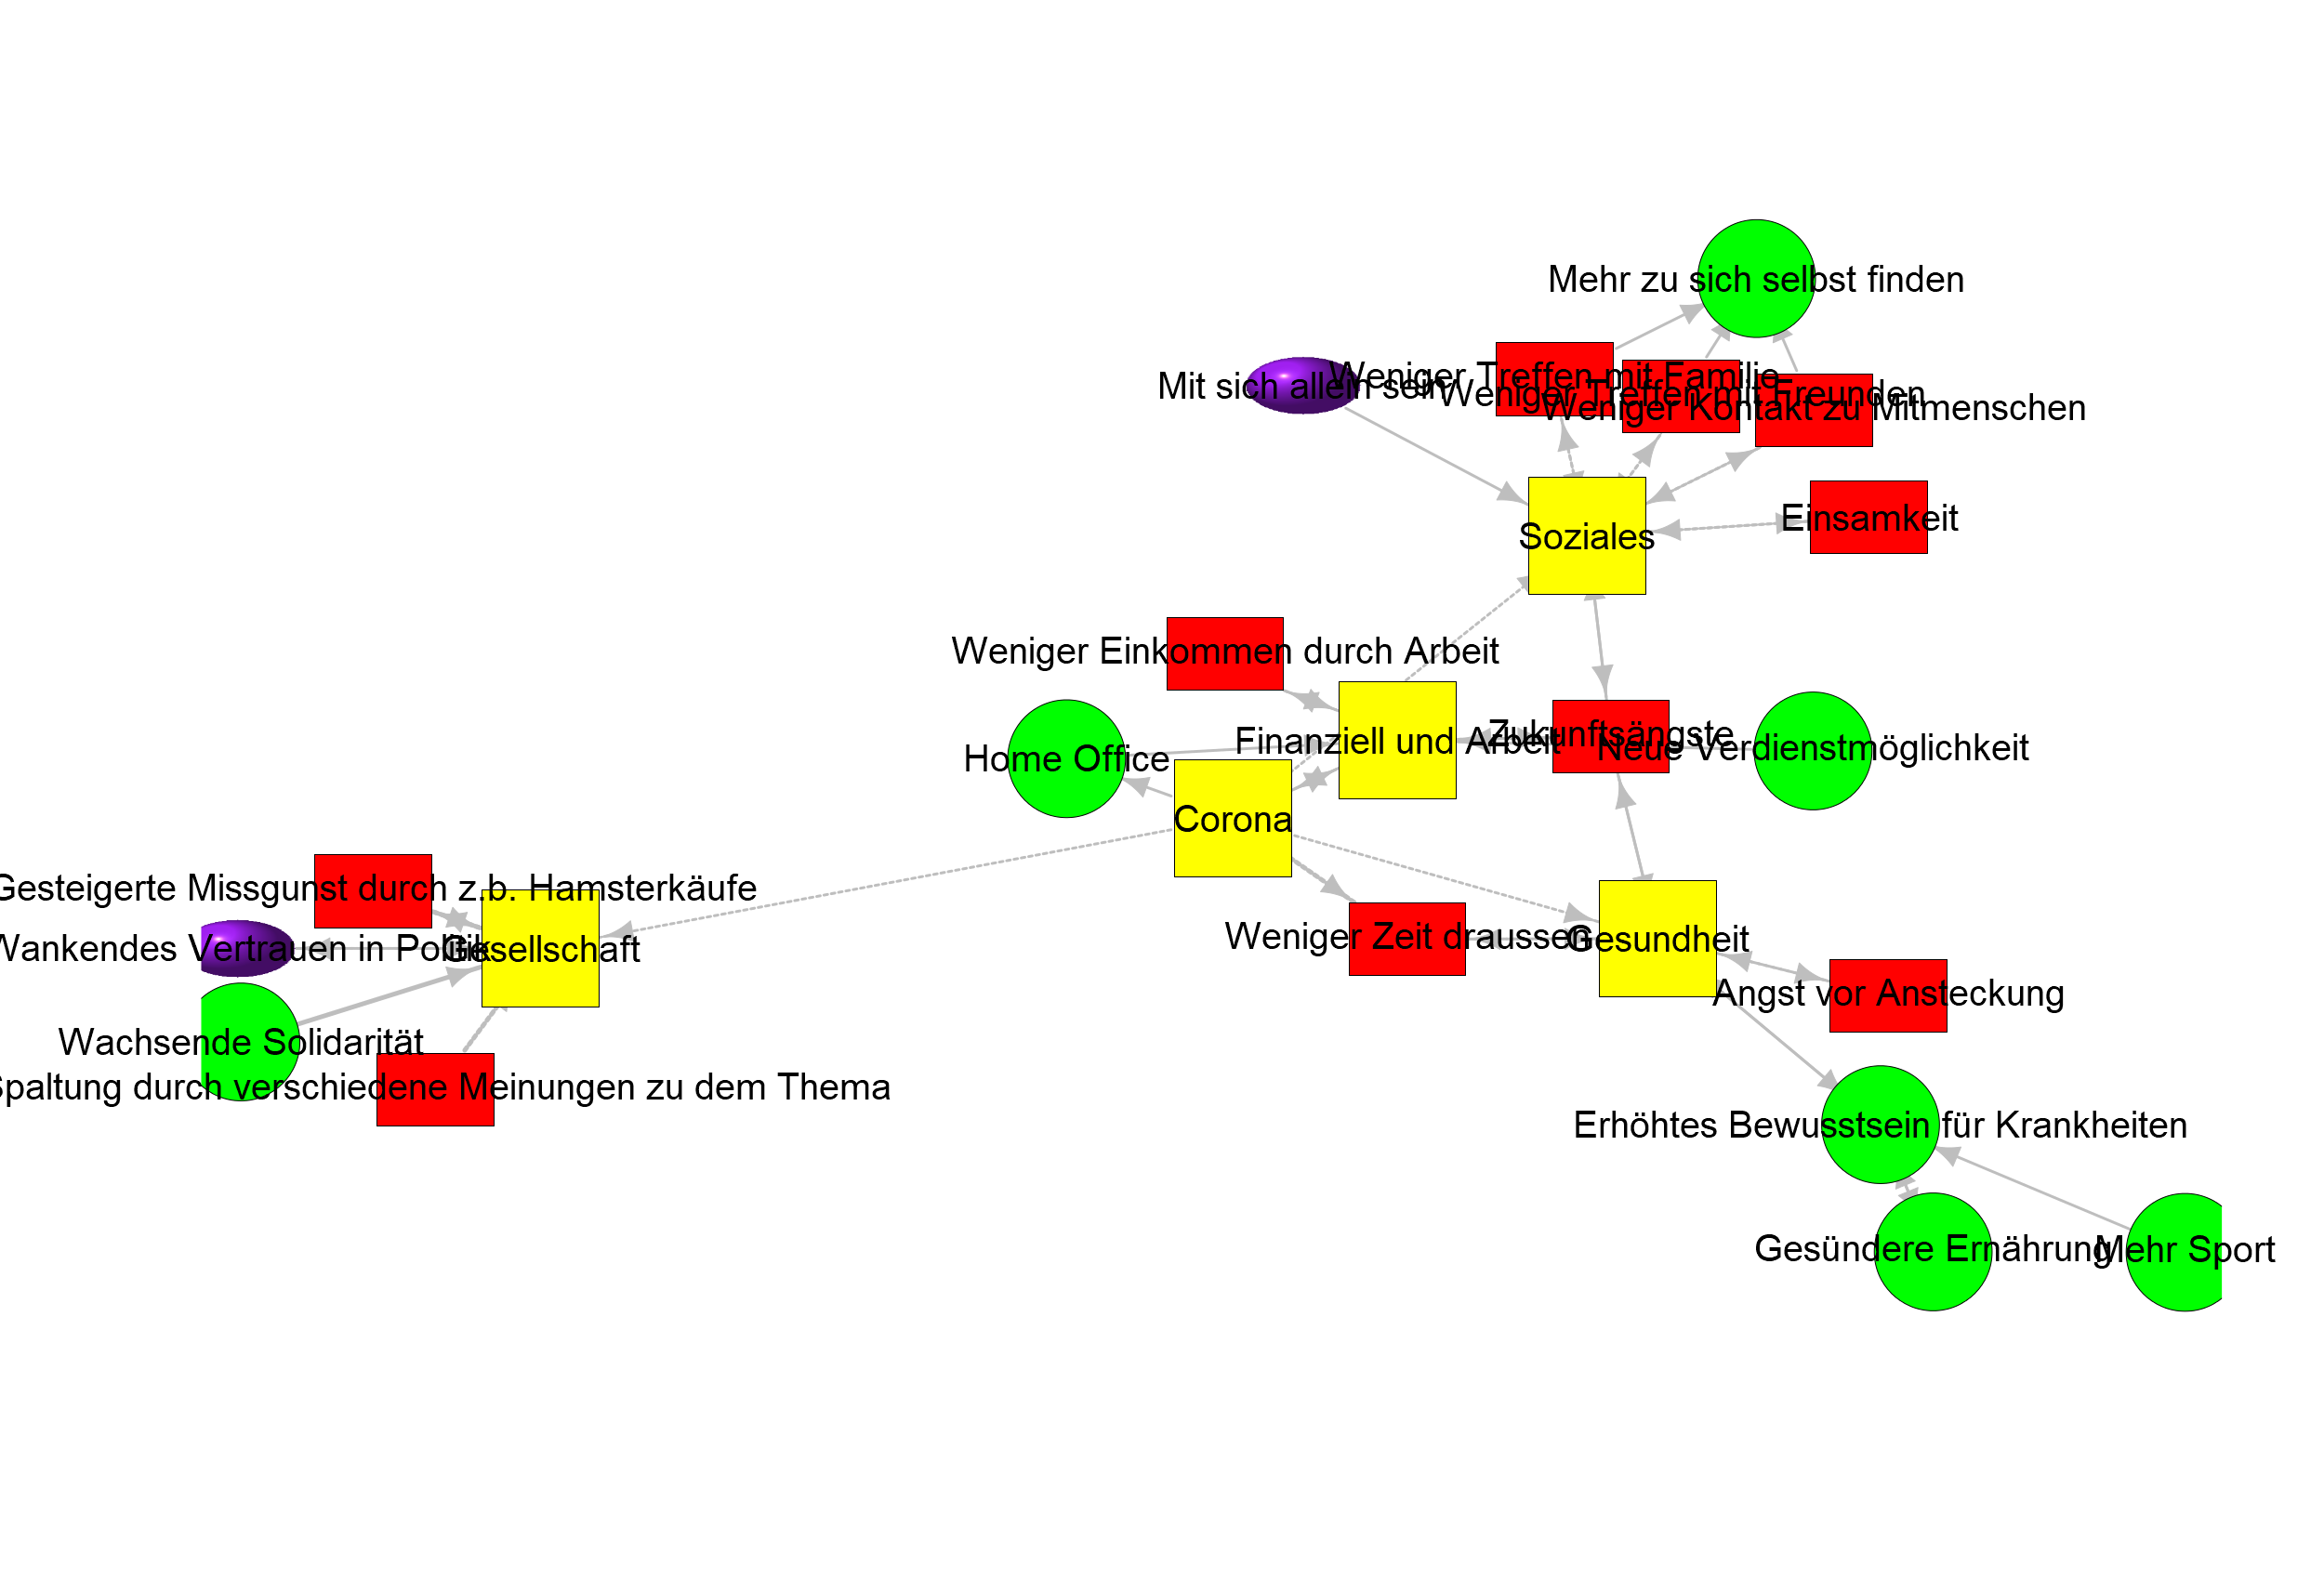 Mehr zu sich selbst finden
Weniger Treffen mit Familie
Mit sich allein sein
Weniger Treffen mit Freunden
Weniger Kontakt zu Mitmenschen
Einsamkeit
Soziales
Weniger Einkommen durch Arbeit
Zukunftsängste
Finanziell und Arbeit
Neue Verdienstmöglichkeit
Home Office
Corona
Gesteigerte Missgunst durch z.b. Hamsterkäufe
Weniger Zeit draussen
Gesundheit
Wankendes Vertrauen in Politik
Gesellschaft
Angst vor Ansteckung
Wachsende Solidarität
Spaltung durch verschiedene Meinungen zu dem Thema
Erhöhtes Bewusstsein für Krankheiten
Gesündere Ernährung
Mehr Sport